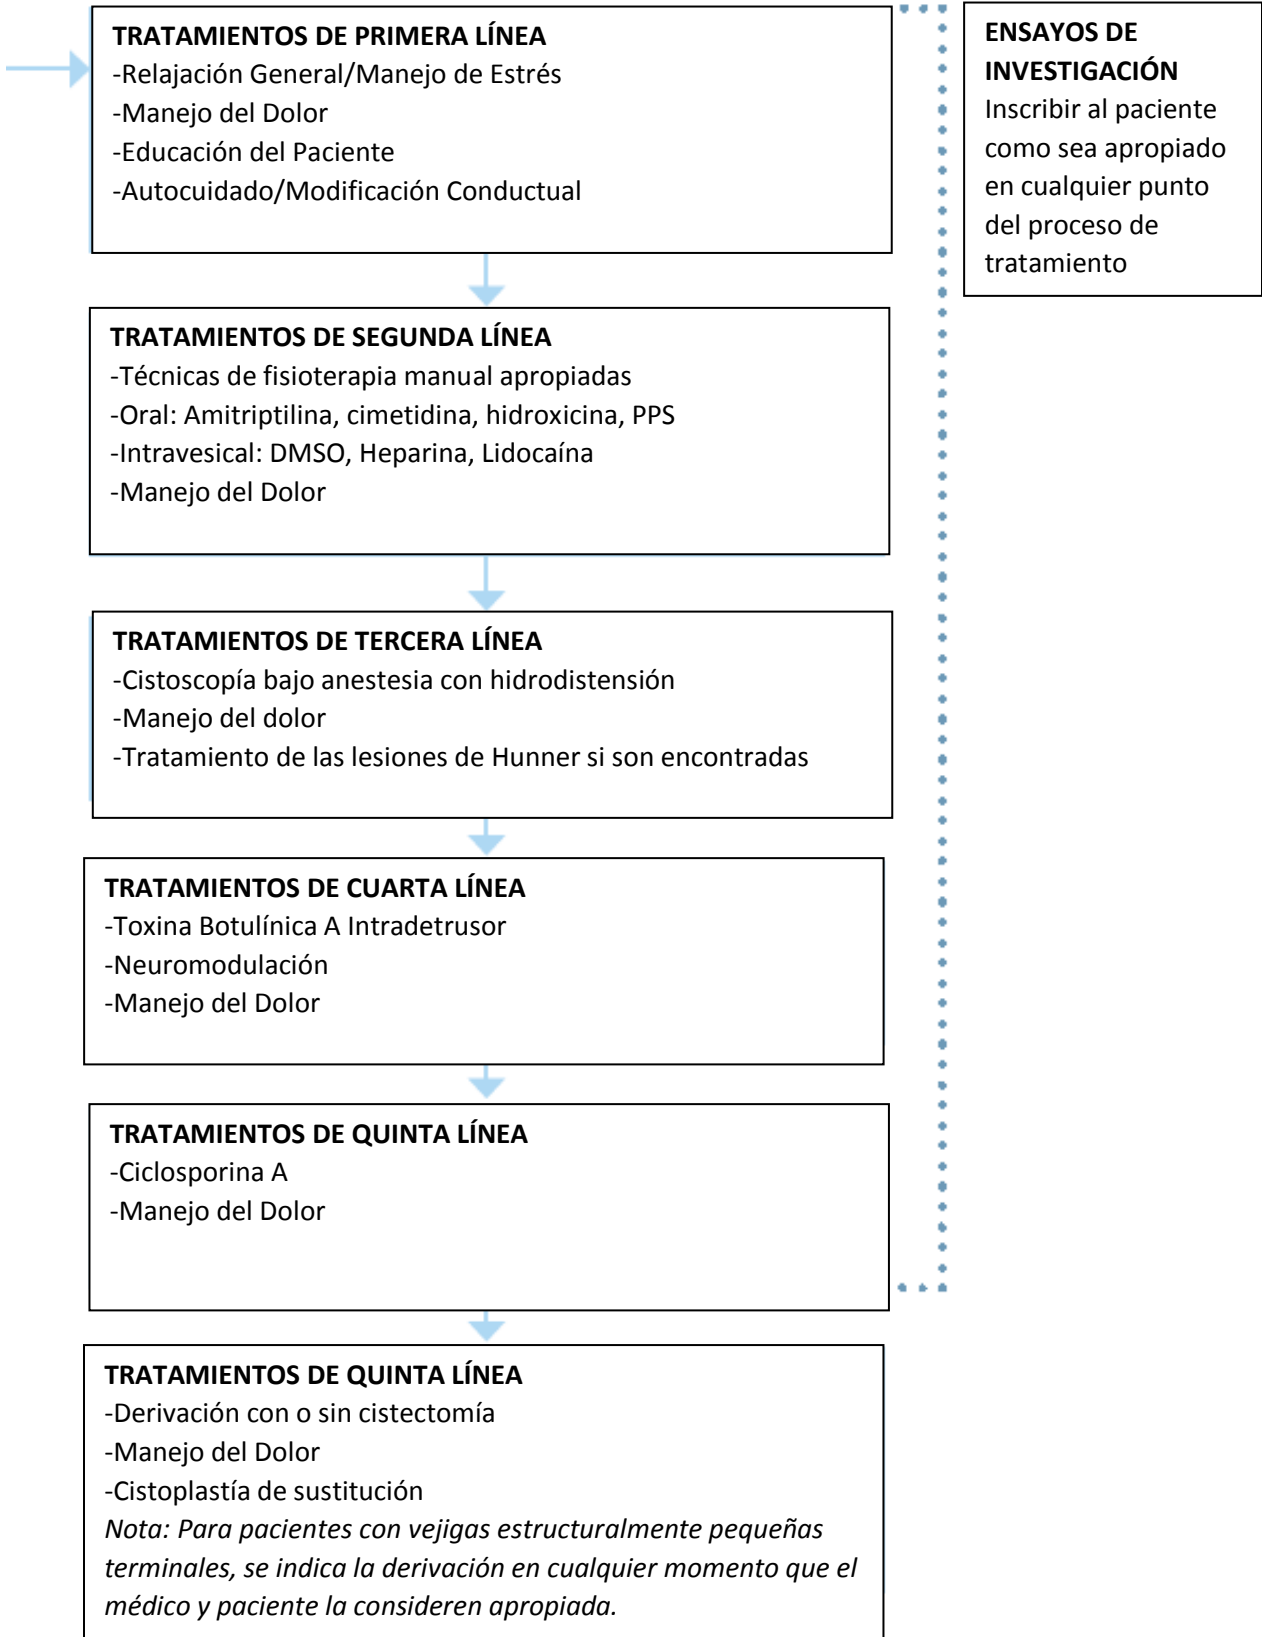 TRATAMIENTOS DE PRIMERA LÍNEA
-Relajación General/Manejo de Estrés
-Manejo del Dolor
-Educación del Paciente
-Autocuidado/Modificación Conductual
ENSAYOS DE
INVESTIGACIÓN
Inscribir al paciente
como sea apropiado
en cualquier punto
del proceso de
tratamiento
TRATAMIENTOS DE SEGUNDA LÍNEA
-Técnicas de fisioterapia manual apropiadas
-Oral: Amitriptilina, cimetidina, hidroxicina, PPS
-Intravesical: DMSO, Heparina, Lidocaína
-Manejo del Dolor
TRATAMIENTOS DE TERCERA LÍNEA
-Cistoscopía bajo anestesia con hidrodistensión
-Manejo del dolor
-Tratamiento de las lesiones de Hunner si son encontradas
TRATAMIENTOS DE CUARTA LÍNEA
-Toxina Botulínica A Intradetrusor
-Neuromodulación
-Manejo del Dolor
TRATAMIENTOS DE QUINTA LÍNEA
-Ciclosporina A
-Manejo del Dolor
TRATAMIENTOS DE QUINTA LÍNEA
-Derivación con o sin cistectomía
-Manejo del Dolor
-Cistoplastía de sustitución
Nota: Para pacientes con vejigas estructuralmente pequeñas
terminales, se indica la derivación en cualquier momento que el
médico y paciente la consideren apropiada.